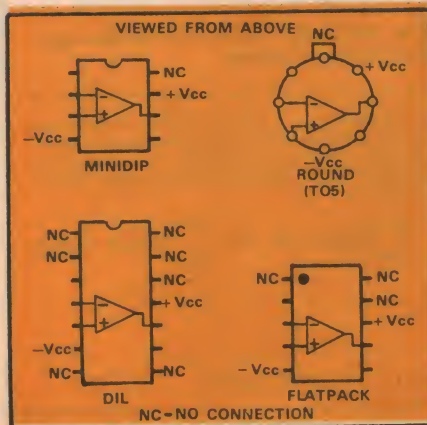 VIEWED FROM ABOVE
NC
+ Vcc
-Vcc
MINIDIP
NC
+ Vcc
-Vcc
ROUND
(TO5)
NC
NC
NC
NC
NC
+ Vcc
-Vcc
NC
NC
DIL
NC
NC
NC
+ Vcc
- Vcc
FLATPACK
NC=NO CONNECTION